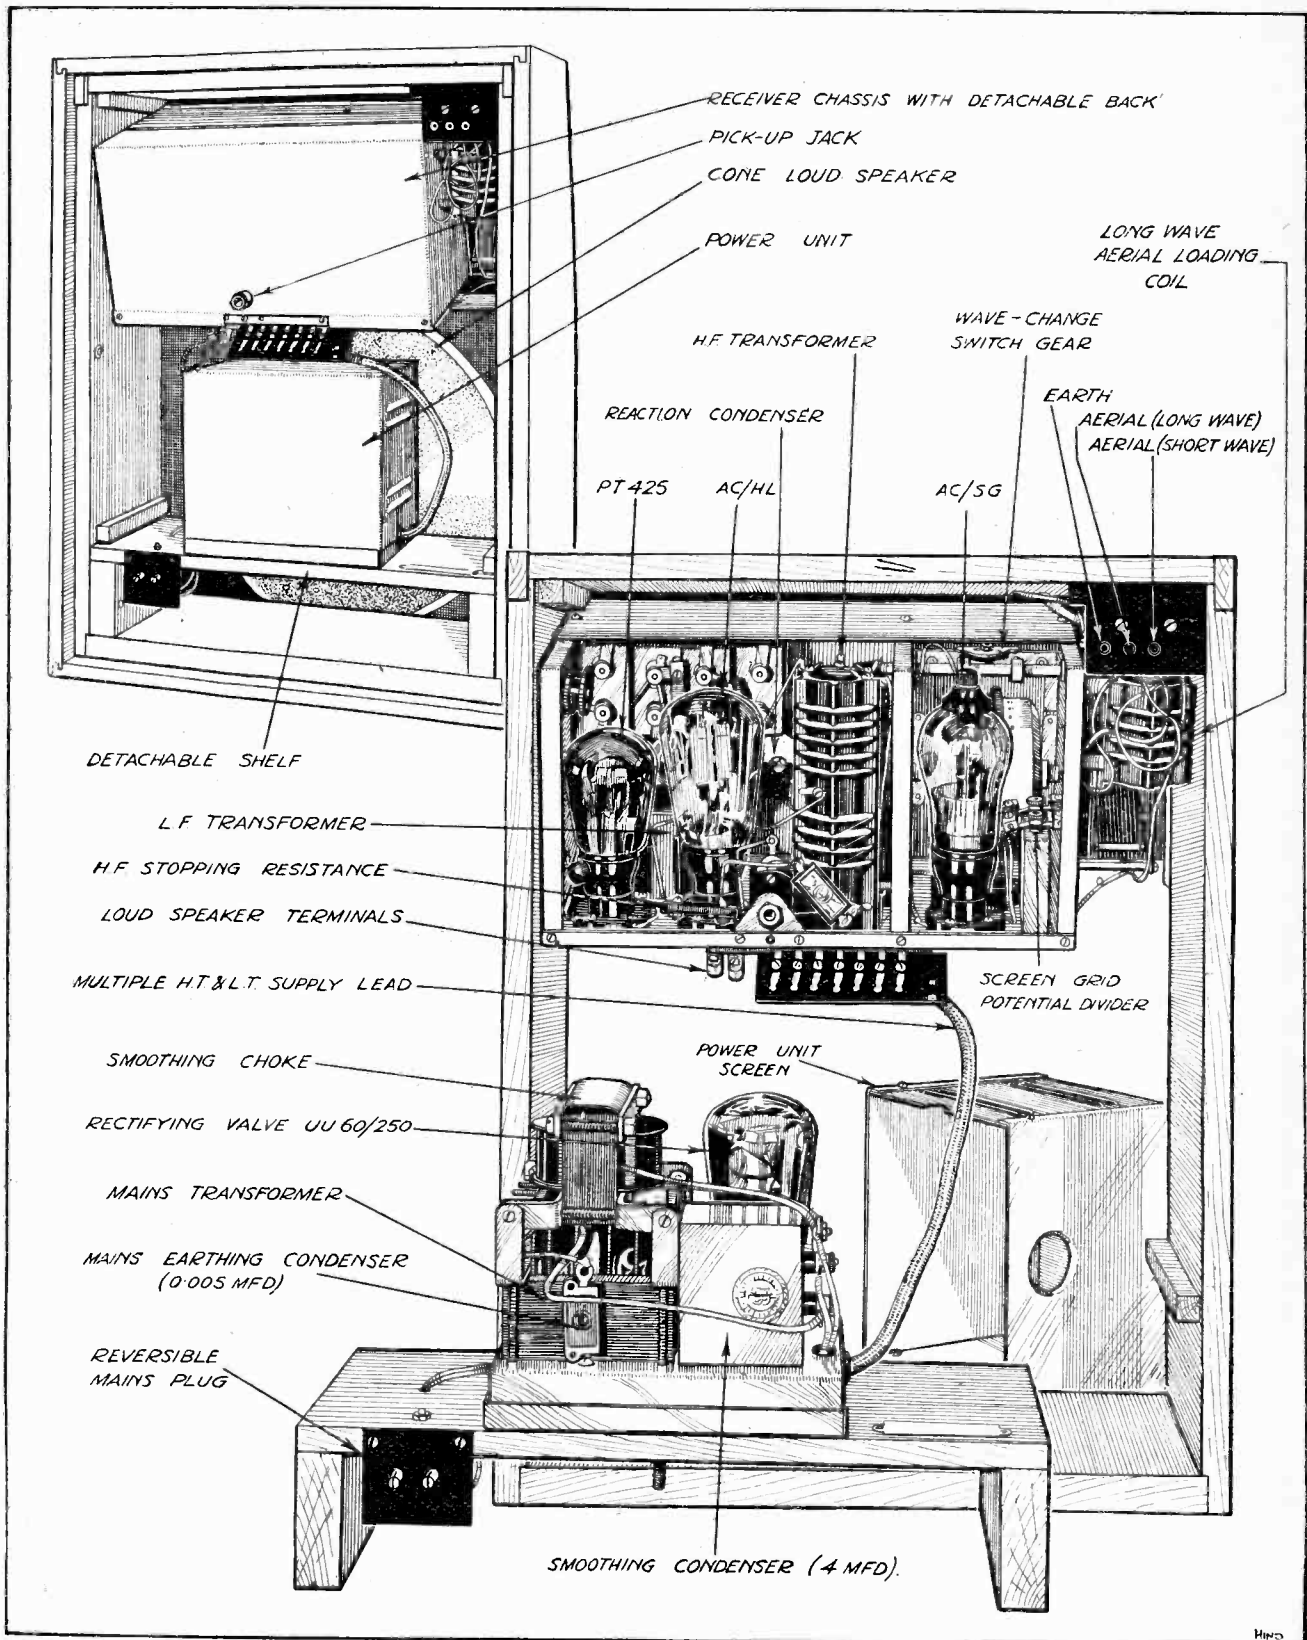 RECEIVER CHASSIS WITH DETACHABLE BACK
PICK-UP JACK
CONE LOUD SPEAKER
POWER UNIT
LONG WAVE
AERIAL LOADING
COIL
WAVE-CHANGE
SWITCH GEAR
H.F. TRANSFORMER
EARTH
REACTION CONDENSER
AERIAL (LONG WAVE)
AERIAL (SHORT WAVE)
PT 425
AC/HL
AC/SG
DETACHABLE SHELF
L.F. TRANSFORMER
H.F. STOPPING RESISTANCE
LOUD SPEAKER TERMINALS
MULTIPLE H.T. & L.T. SUPPLY LEAD
SCREEN GRID
POTENTIAL DIVIDER
POWER UNIT
SCREEN
SMOOTHING CHOKE
RECTIFYING VALVE UU 60/250
MAINS TRANSFORMER
MAINS EARTHING CONDENSER
(0·005 MFD)
REVERSIBLE
MAINS PLUG
SMOOTHING CONDENSER (4 MFD).
HIND